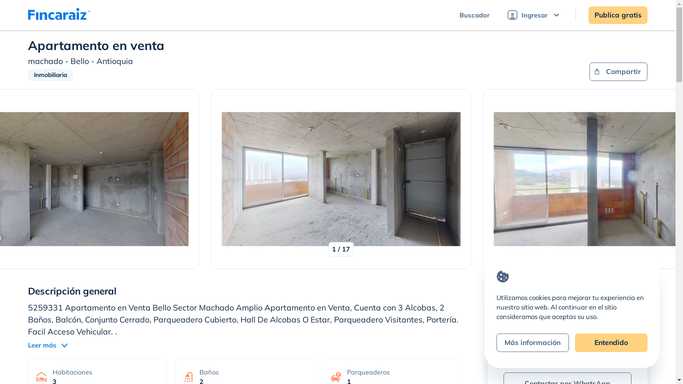 Fincaraiz
Buscador
Ingresar
Publica gratis
Apartamento en venta
machado - Bello - Antioquia
Inmobiliaria
Compartir
1 / 17
Descripción general
5259331 Apartamento en Venta Bello Sector Machado Amplio Apartamento en Venta, Cuenta con 3 Alcobas, 2
Baños, Balcón, Conjunto Cerrado, Parqueadero Cubierto, Hall De Alcobas O Estar, Parqueadero Visitantes, Portería.
Facil Acceso Vehicular. .
Leer más
Habitaciones
3
Baños
2
Parqueaderos
1
Utilizamos cookies para mejorar tu experiencia en
nuestro sitio web. Al continuar en el sitio
consideramos que aceptas su uso.
Más información
Entendido
Contactar por WhatsApp